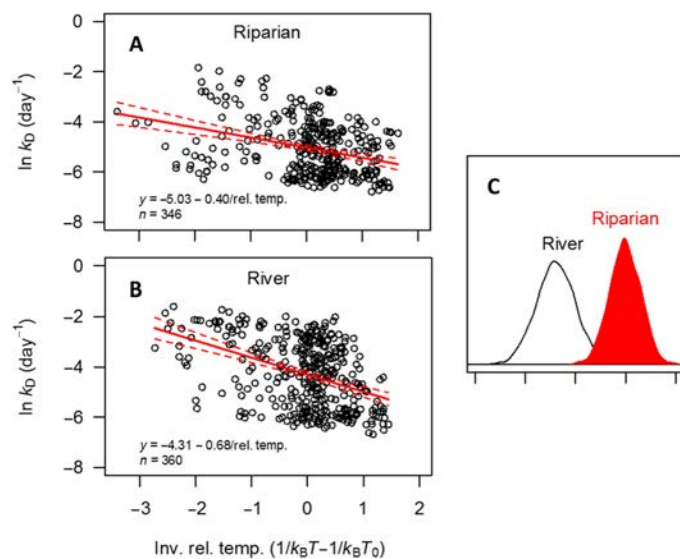 A
Riparian
0
−2
−4
−6
−8
ln kD (day−1)
y = −5.03 − 0.40/rel. temp.
n = 346
B
River
0
−2
−4
−6
−8
ln kD (day−1)
y = −4.31 − 0.68/rel. temp.
n = 360
−3 −2 −1 0 1 2
Inv. rel. temp. (1/kBT−1/kBT0)
C
Riparian
River